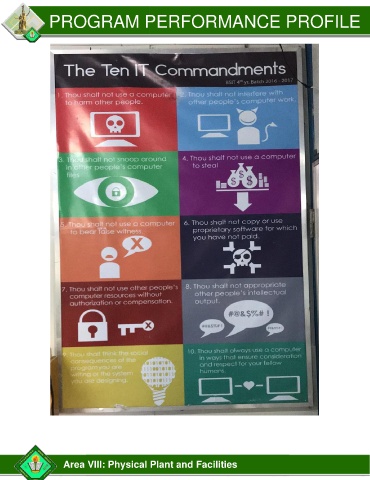 PROGRAM PERFORMANCE PROFILE
The Ten IT Commandments
BSIT 4th yr. Batch 2016 - 2017
1. Thou shall not use a computer
to harm other people.
2. Thou shall not interfere with
other people's computer work.
3. Thou shall not snoop around
in other people's computer
files.
4. Thou shall not use a computer
to steal
5. Thou shall not use a computer
to bear false witness.
6. Thou shall not copy or use
proprietary software for which
you have not paid.
7. Thou shall not use other people's
computer resources without
authorization or compensation.
8. Thou shall not appropriate
other people's intellectual
output.
#@&$%# !
9. Thou shall think the social
consequences of the
program you are
writing or the system
you are designing.
10. Thou shall always use a computer
in ways that ensure consideration
and respect for your fellow
humans.
Area VIII: Physical Plant and Facilities